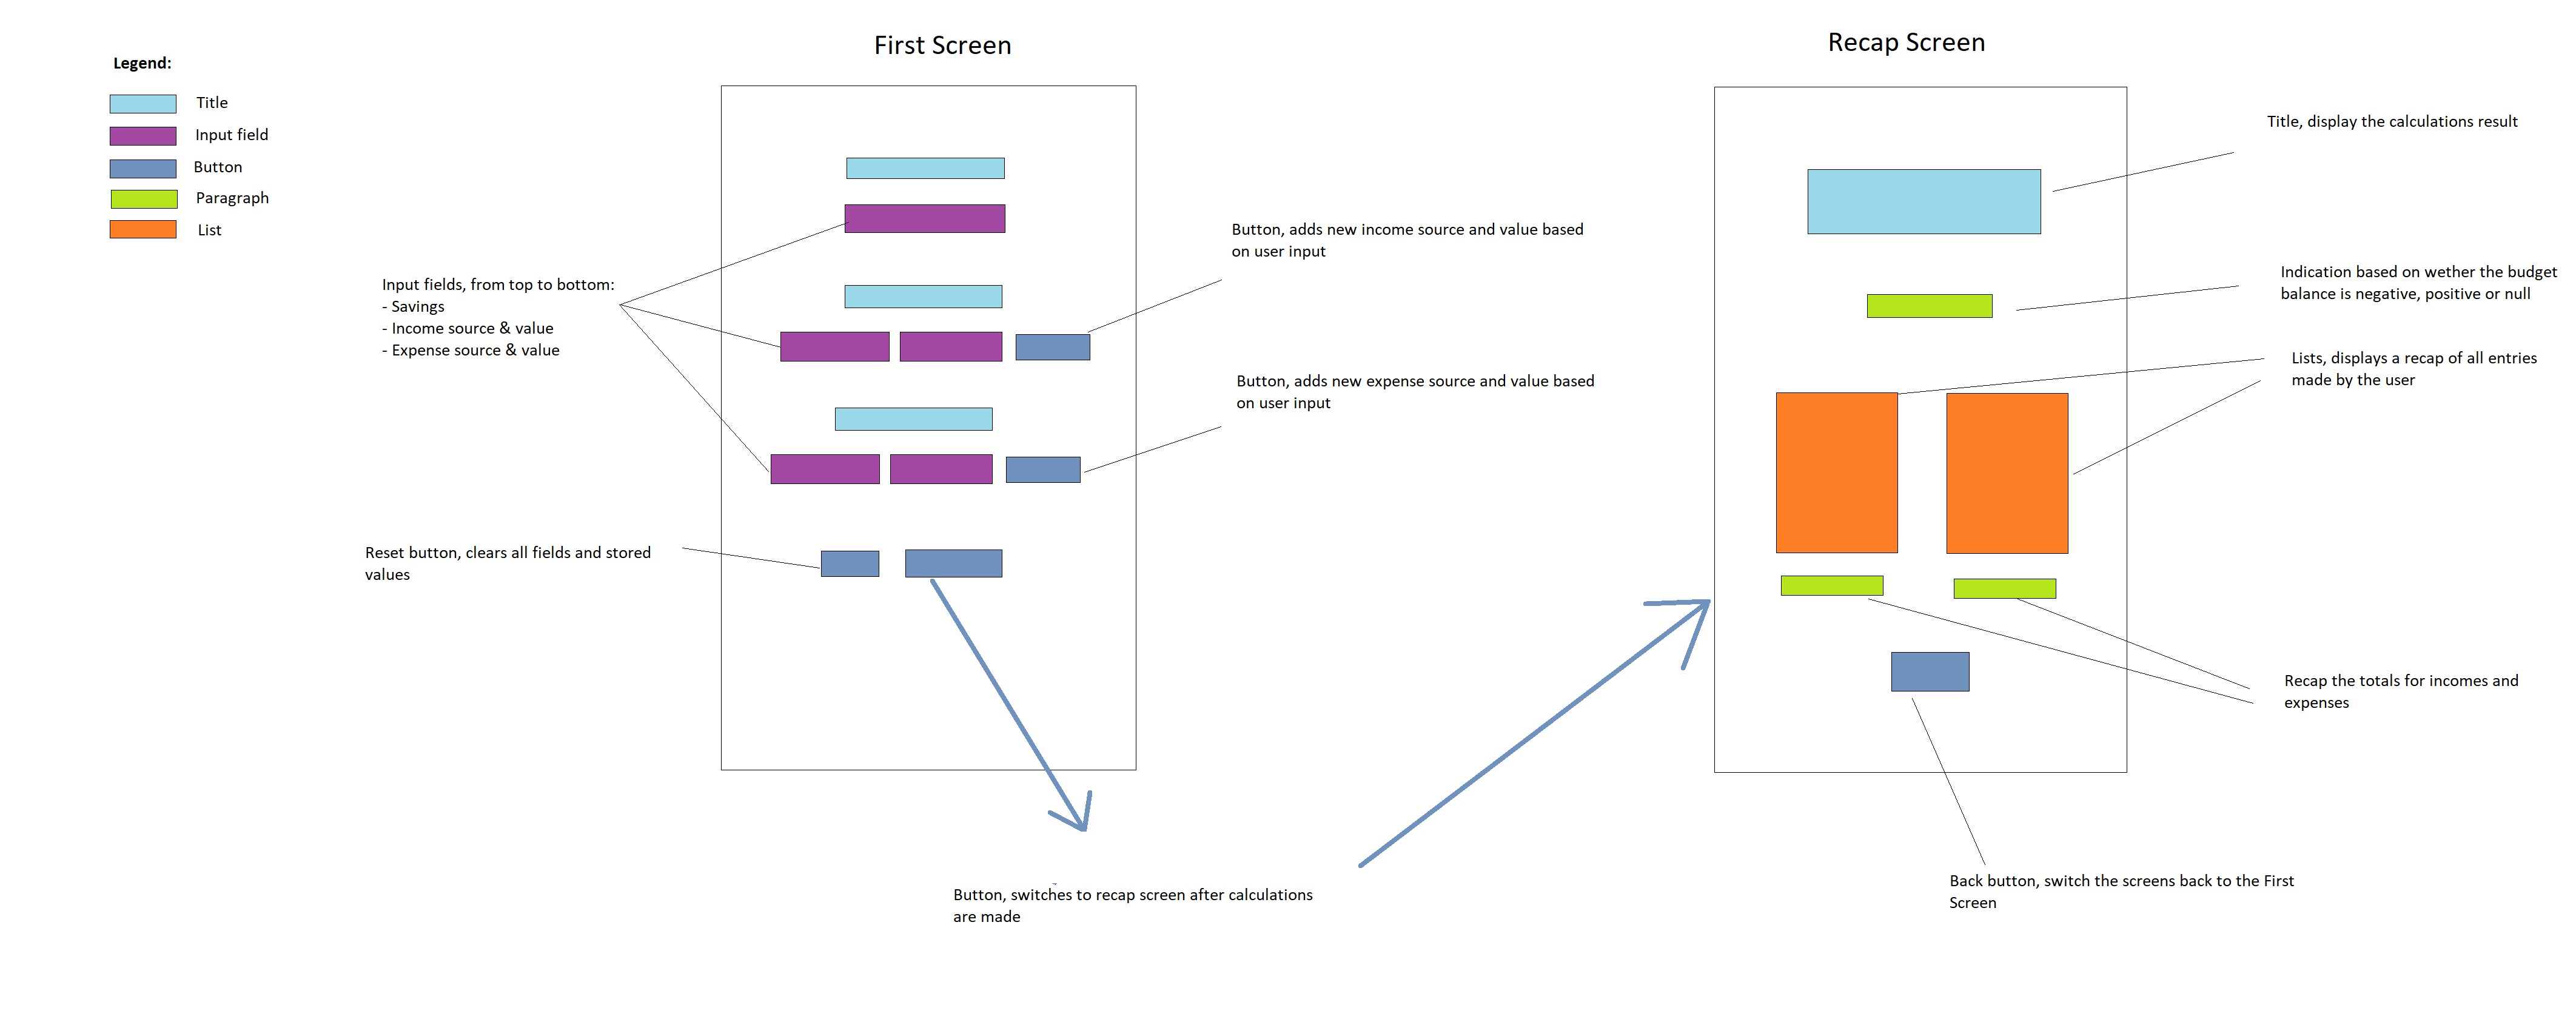 First Screen
Recap Screen
Legend:
Title
Input field
Button
Paragraph
List
Input fields, from top to bottom:
- Savings
- Income source & value
- Expense source & value
Button, adds new income source and value based
on user input
Button, adds new expense source and value based
on user input
Reset button, clears all fields and stored
values
Button, switches to recap screen after calculations
are made
Title, display the calculations result
Indication based on wether the budget
balance is negative, positive or null
Lists, displays a recap of all entries
made by the user
Recap the totals for incomes and
expenses
Back button, switch the screens back to the First
Screen